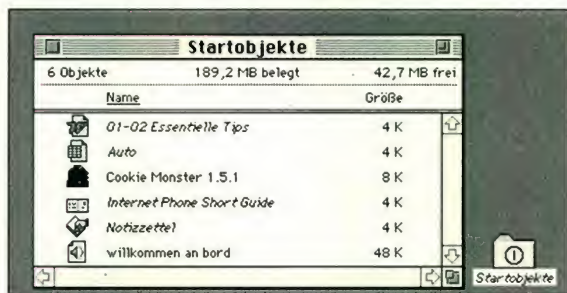 Startobjekte
6 Objekte 189,2 MB belegt 42,7 MB frei
Name Größe
01-02 Essentielle Tips 4 K
Auto 4 K
Cookie Monster 1.5.1 8 K
Internet Phone Short Guide 4 K
Notizzettel 4 K
willkommen an bord 48 K
Startobjekte